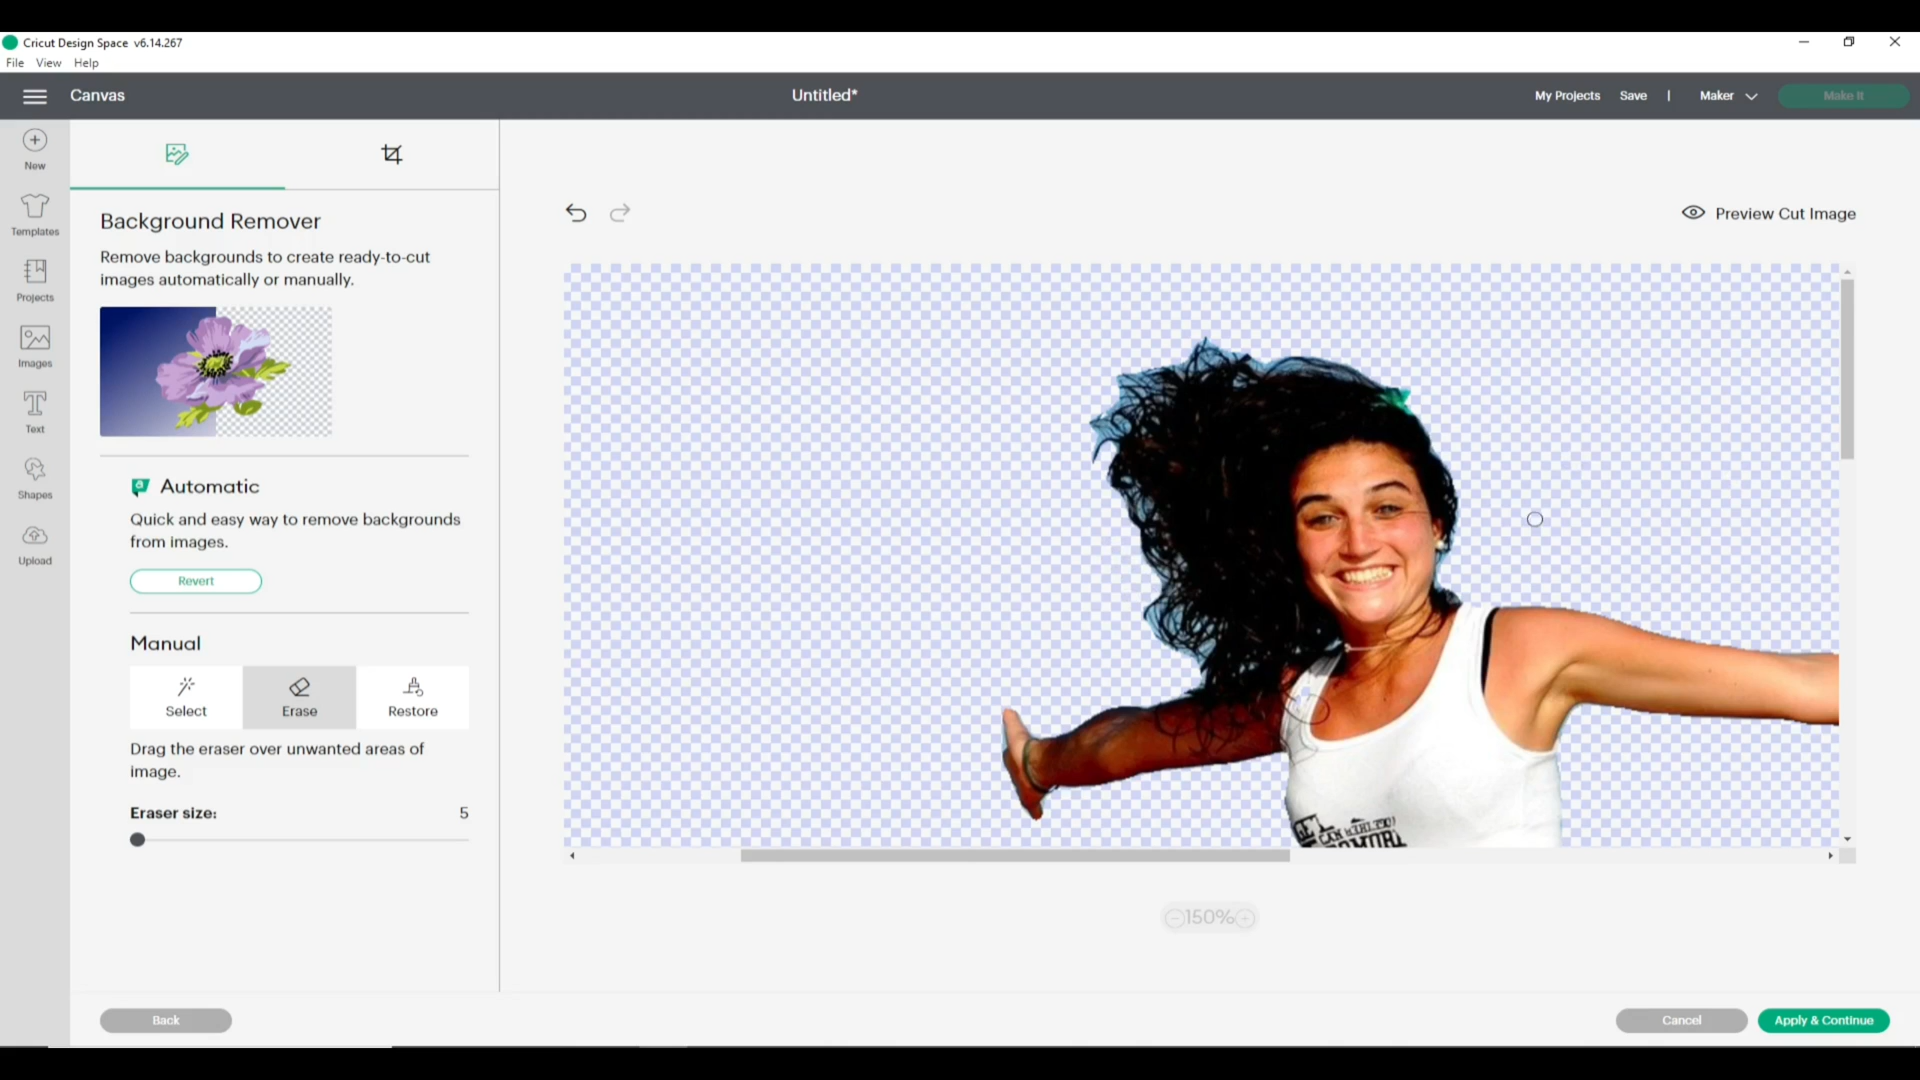 Cricut Design Space v6.14.267
File View Help
Canvas
Untitled*
My Projects Save | Maker
Make It
New
Templates
Projects
Images
Text
Shapes
Upload
Background Remover
Remove backgrounds to create ready-to-cut
images automatically or manually.
Automatic
Quick and easy way to remove backgrounds
from images.
Revert
Manual
Select
Erase
Restore
Drag the eraser over unwanted areas of
image.
Eraser size: 5
Preview Cut Image
150%
Back
Cancel
Apply & Continue